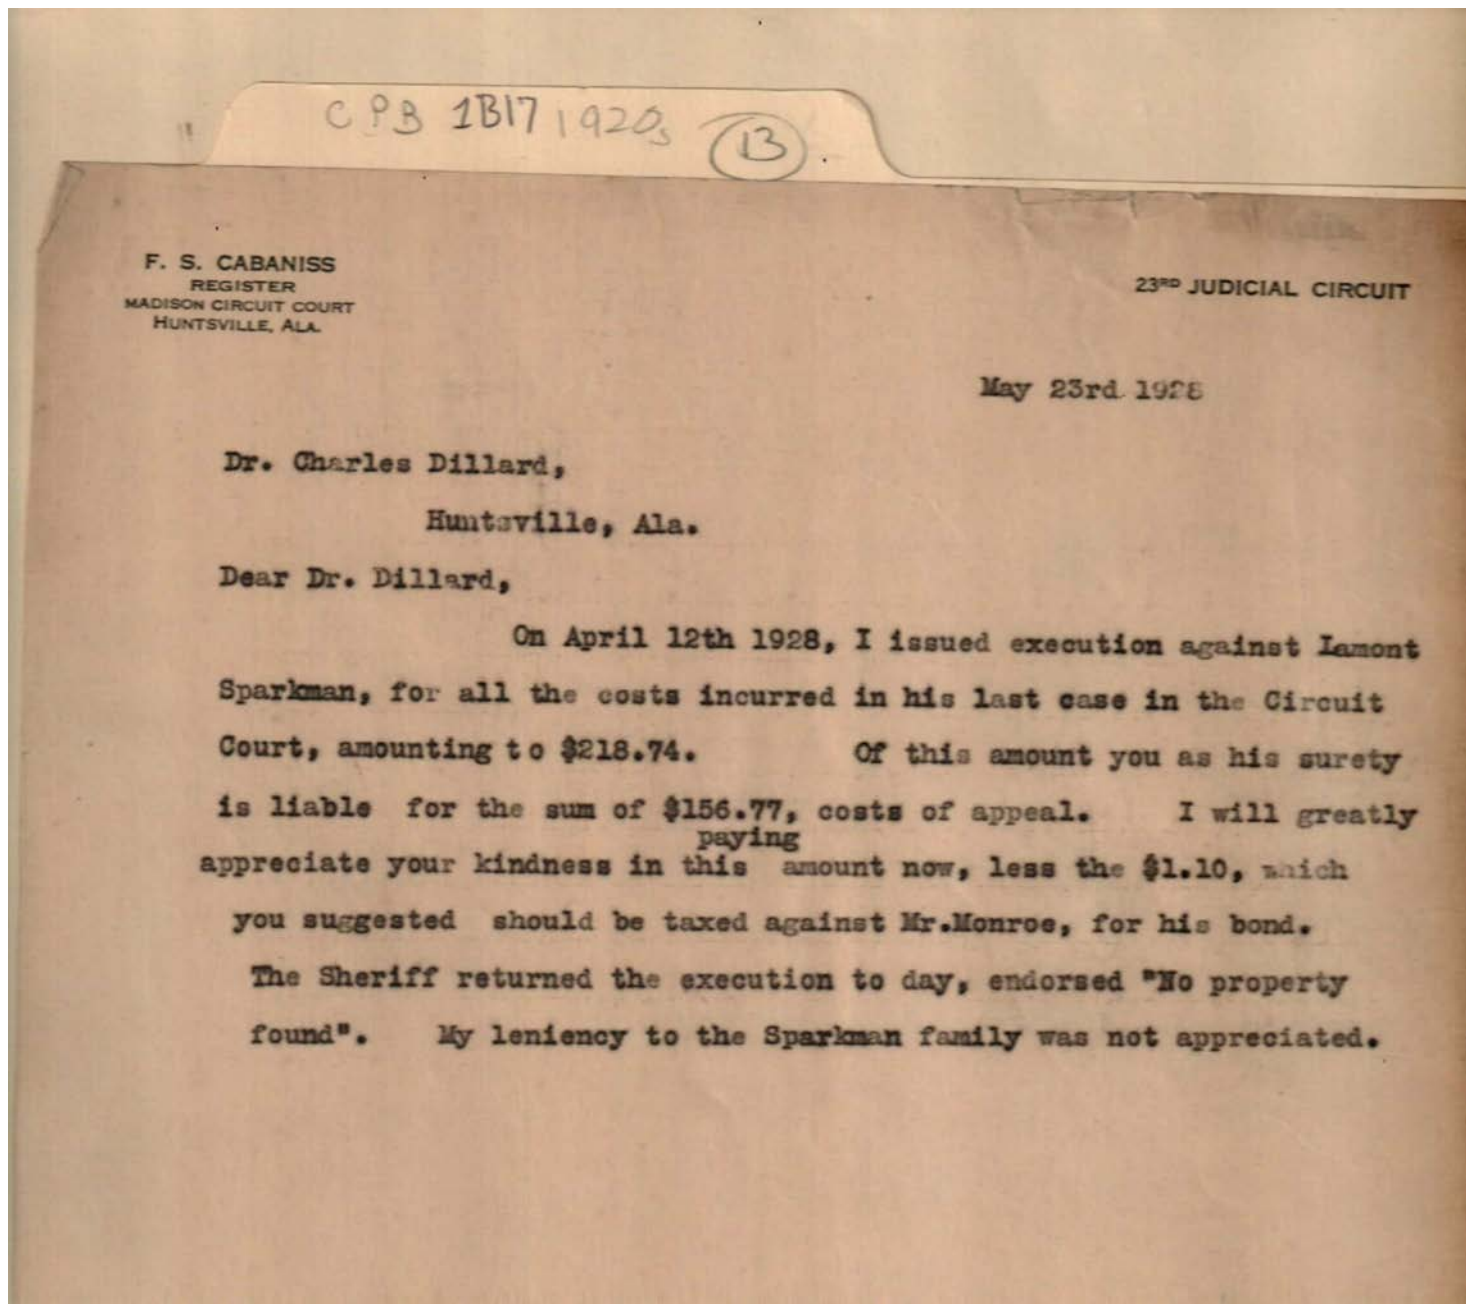 CPB 1B17 1920s 13
F. S. CABANISS
REGISTER
MADISON CIRCUIT COURT
HUNTSVILLE, ALA.
23RD JUDICIAL CIRCUIT
May 23rd 1928
Dr. Charles Dillard,
Huntsville, Ala.
Dear Dr. Dillard,
On April 12th 1928, I issued execution against Lamont
Sparkman, for all the costs incurred in his last case in the Circuit
Court, amounting to $218.74. Of this amount you as his surety
is liable for the sum of $156.77, costs of appeal. I will greatly
paying
appreciate your kindness in this amount now, less the $1.10, which
you suggested should be taxed against Mr.Monroe, for his bond.
The Sheriff returned the execution to day, endorsed "No property
found". My leniency to the Sparkman family was not appreciated.